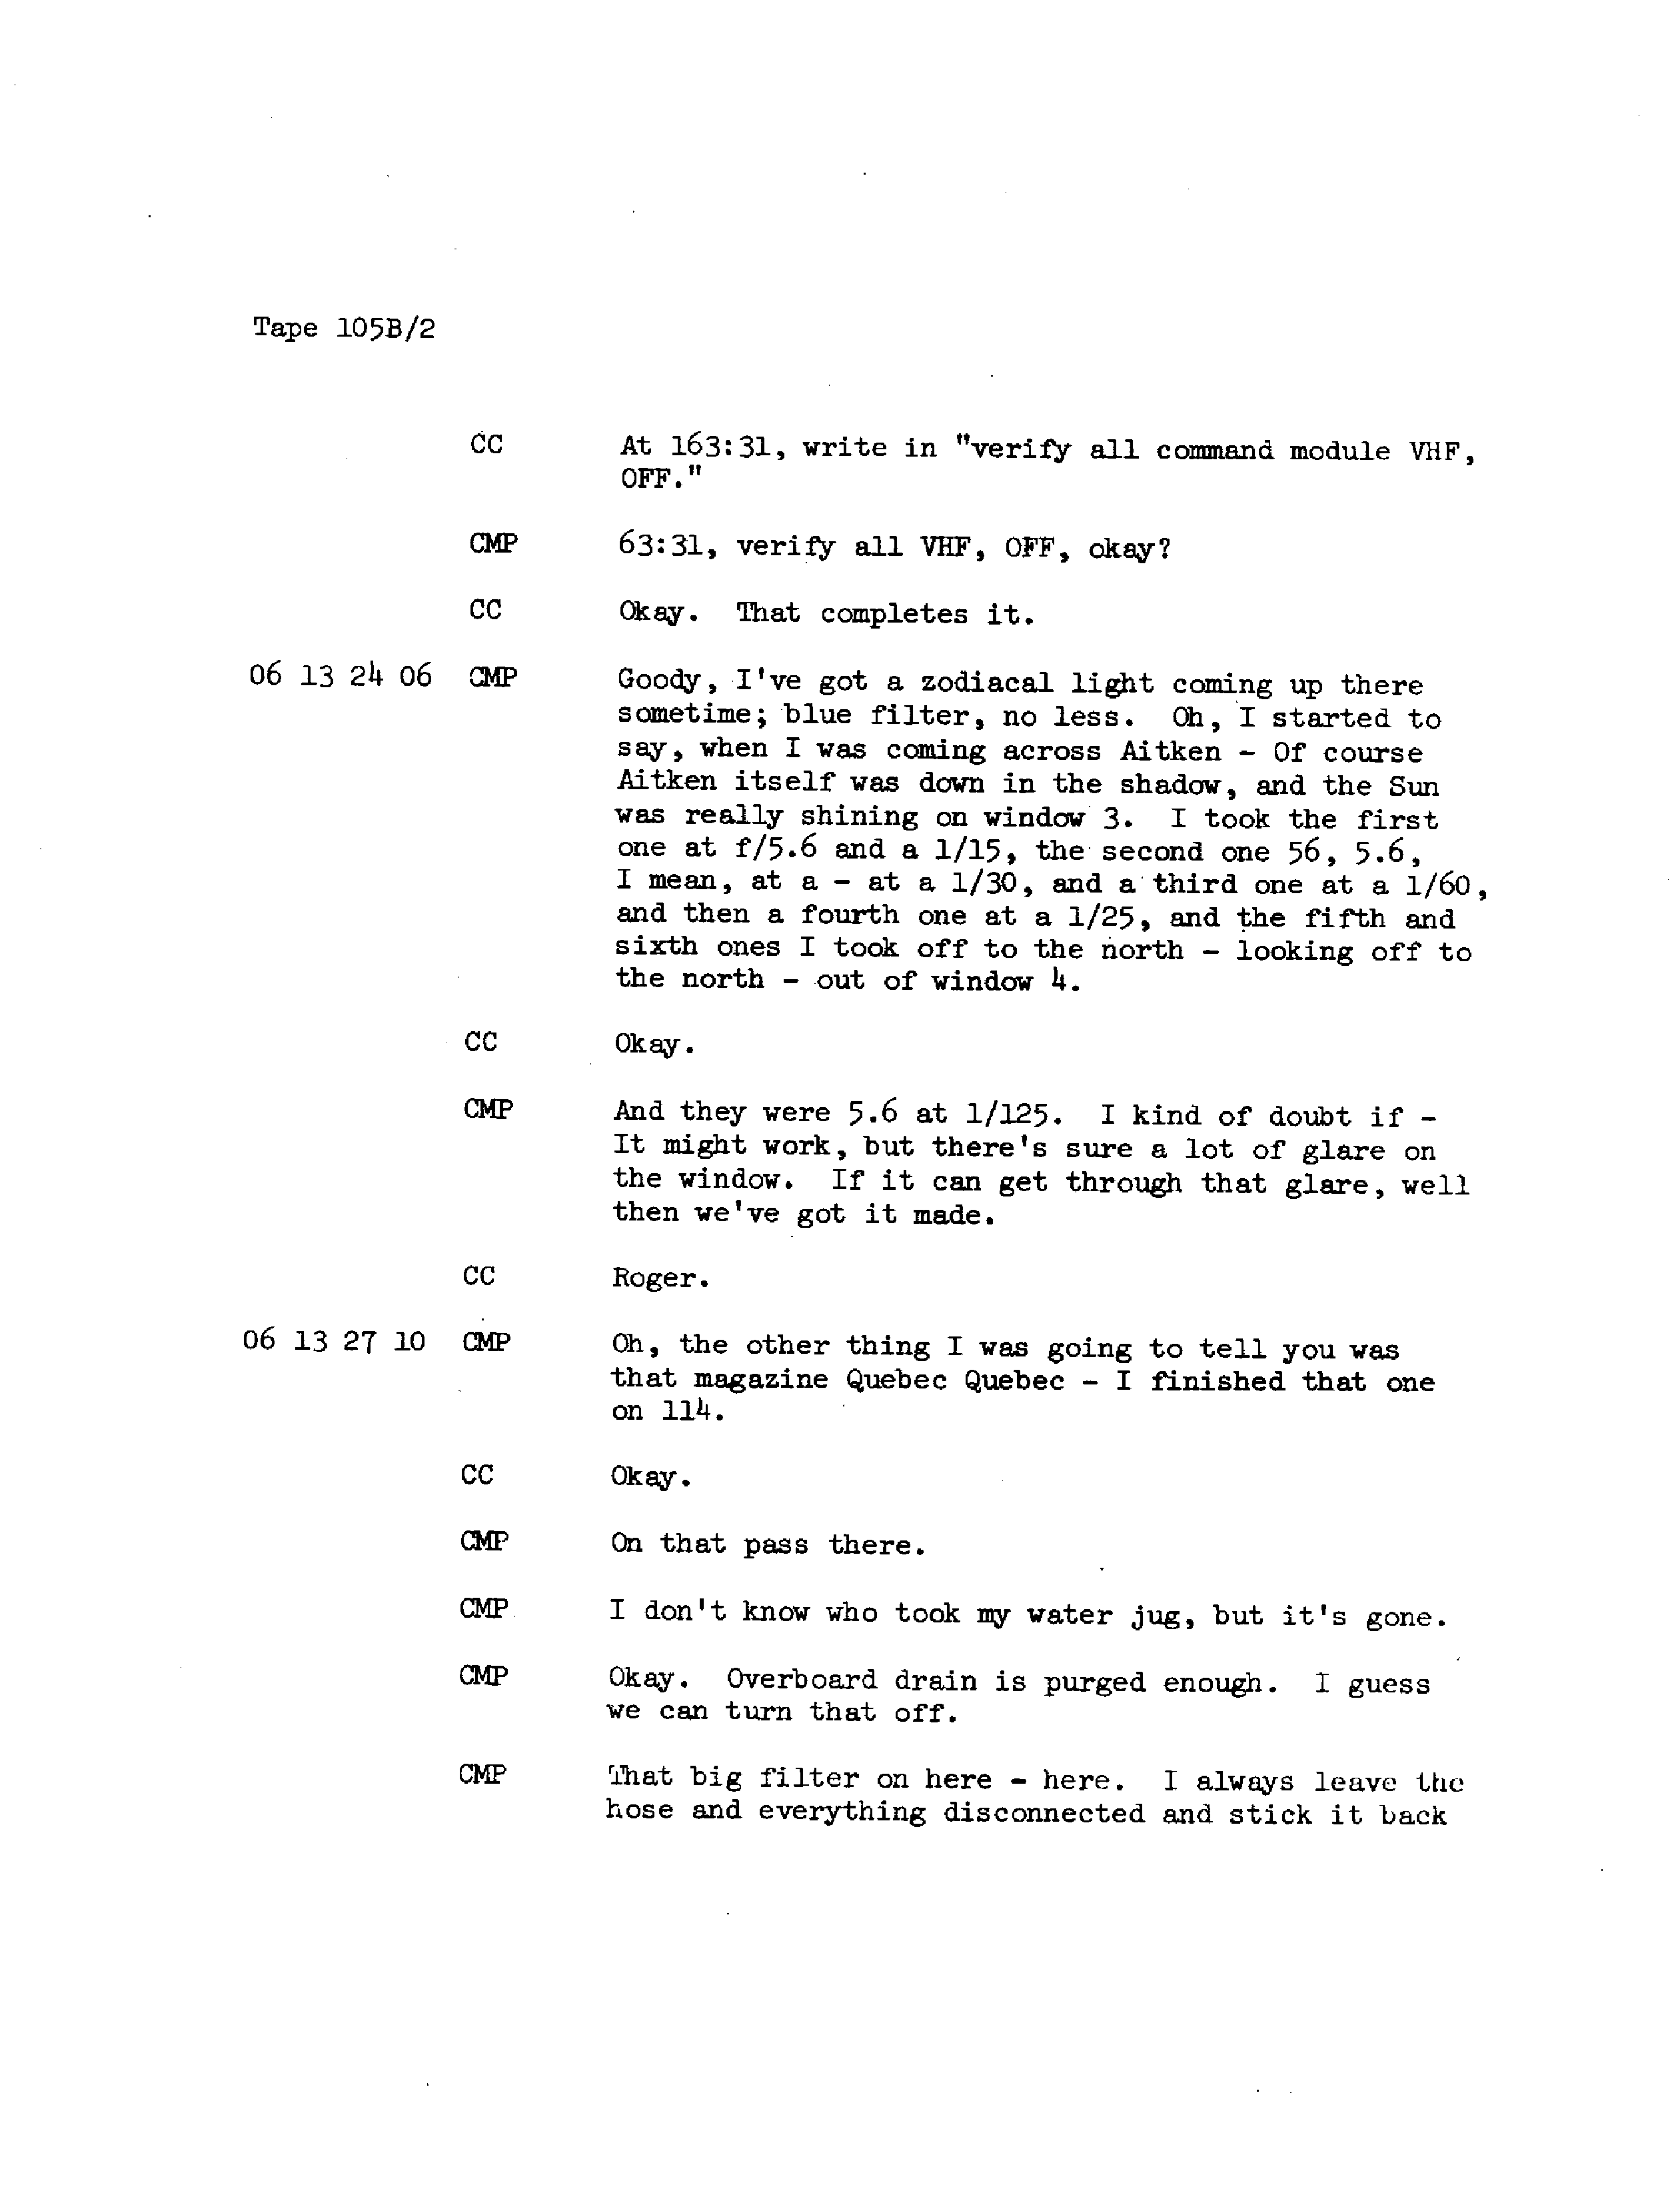 Tape 105B/2
CC At 163:31, write in "verify all command module VHF,
OFF."
CMP 63:31, verify all VHF, OFF, okay?
CC Okay. That completes it.
06 13 24 06 CMP Goody, I've got a zodiacal light coming up there
sometime; blue filter, no less. Oh, I started to
say, when I was coming across Aitken - Of course
Aitken itself was down in the shadow, and the Sun
was really shining on window 3. I took the first
one at f/5.6 and a 1/15, the second one 56, 5.6,
I mean, at a - at a 1/30, and a third one at a 1/60,
and then a fourth one at a 1/25, and the fifth and
sixth ones I took off to the north - looking off to
the north - out of window 4.
CC Okay.
CMP And they were 5.6 at 1/125. I kind of doubt if -
It might work, but there's sure a lot of glare on
the window. If it can get through that glare, well
then we've got it made.
CC Roger.
06 13 27 10 CMP Oh, the other thing I was going to tell you was
that magazine Quebec Quebec - I finished that one
on 114.
CC Okay.
CMP On that pass there.
CMP I don't know who took my water jug, but it's gone.
CMP Okay. Overboard drain is purged enough. I guess
we can turn that off.
CMP That big filter on here - here. I always leave the
hose and everything disconnected and stick it back